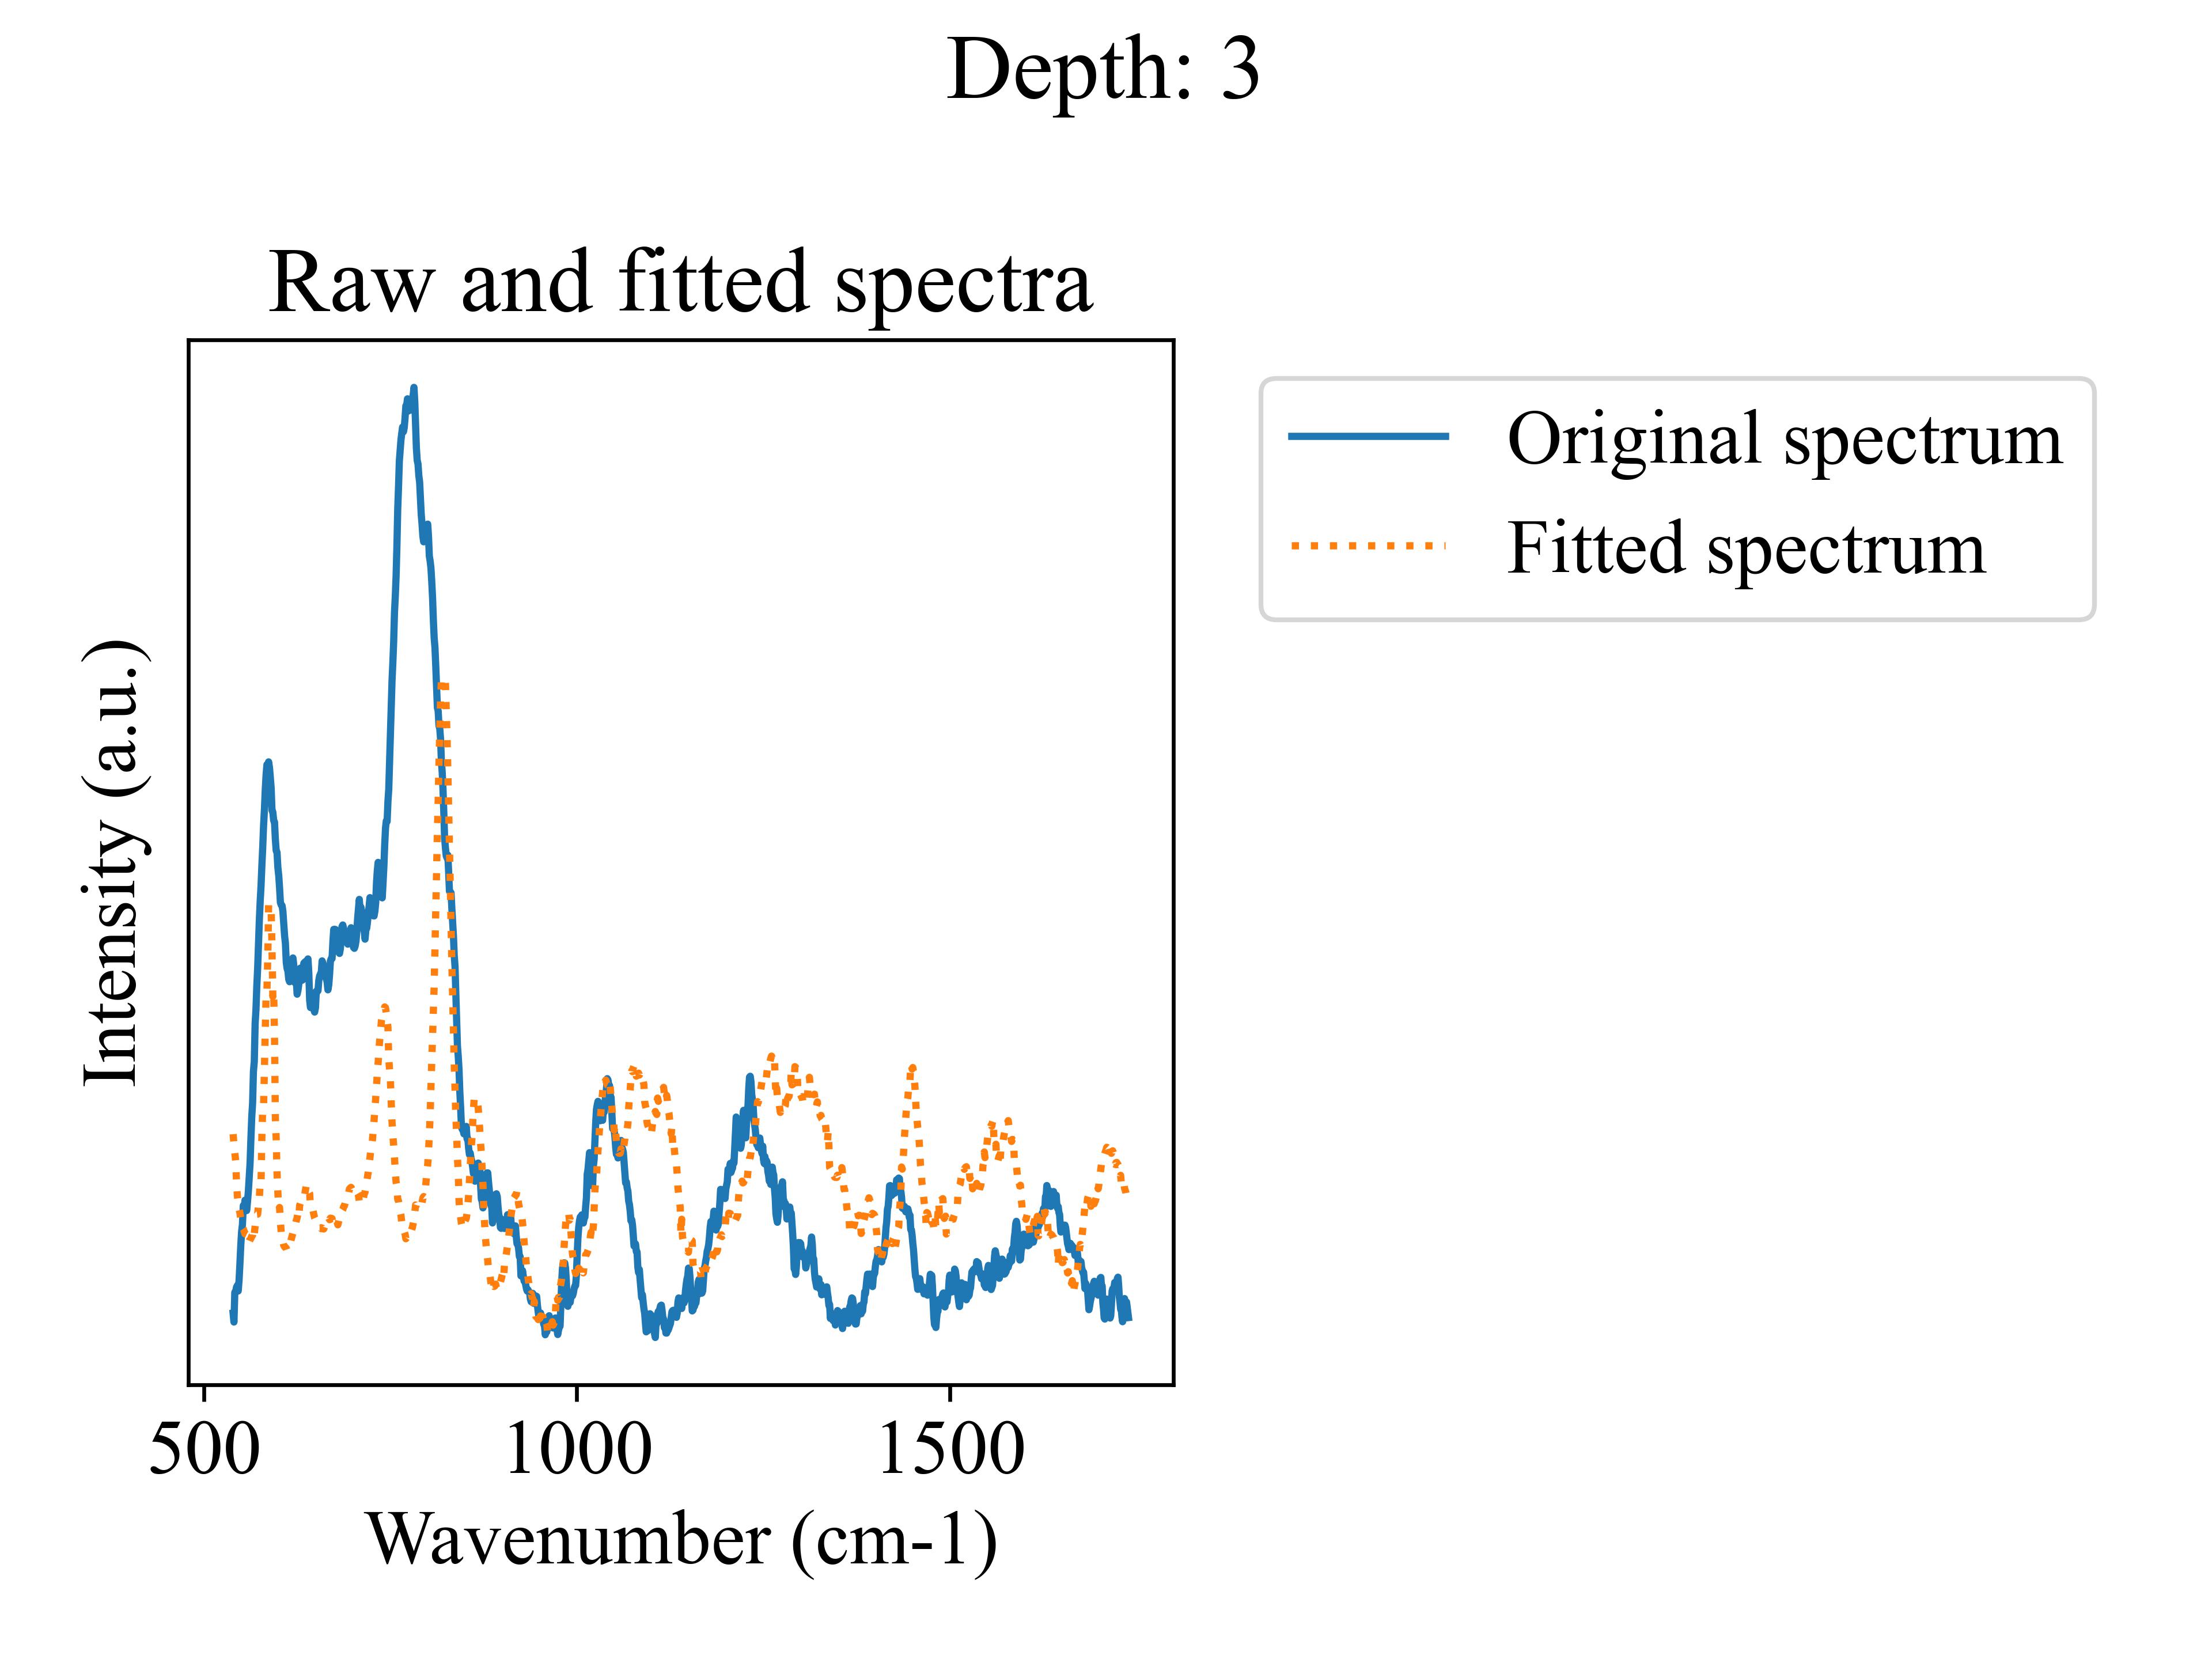 Depth: 3
Raw and fitted spectra
Original spectrum
Fitted spectrum
Intensity (a.u.)
500 1000 1500
Wavenumber (cm-1)